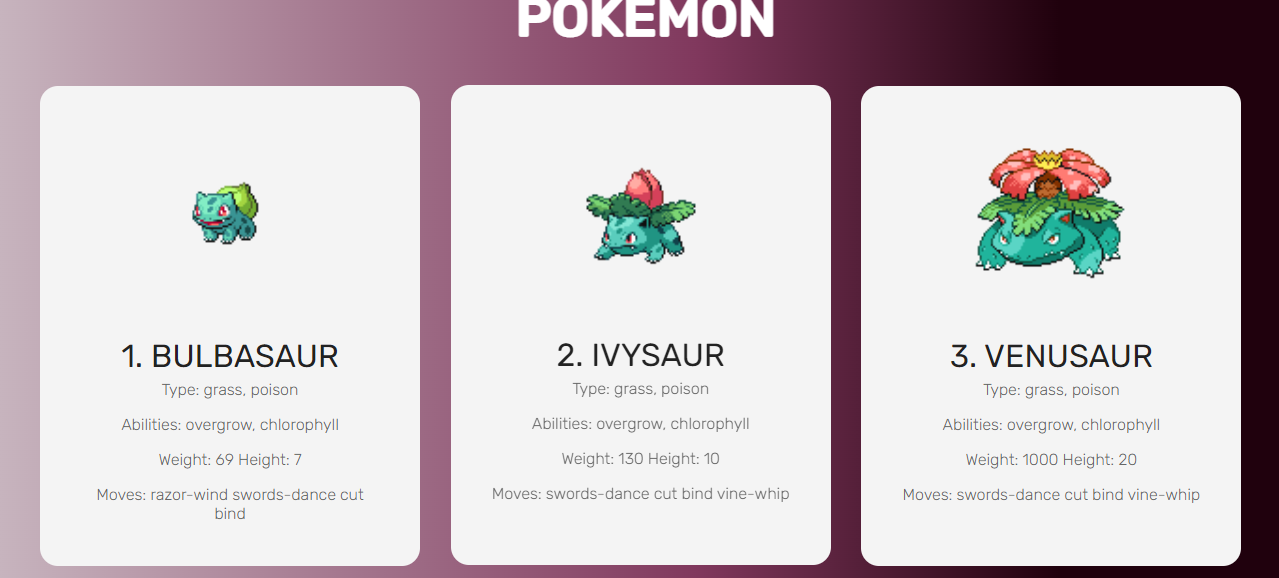 POKEMON
1. BULBASAUR
Type: grass, poison
Abilities: overgrow, chlorophyll
Weight: 69 Height: 7
Moves: razor-wind swords-dance cut
bind
2. IVYSAUR
Type: grass, poison
Abilities: overgrow, chlorophyll
Weight: 130 Height: 10
Moves: swords-dance cut bind vine-whip
3. VENUSAUR
Type: grass, poison
Abilities: overgrow, chlorophyll
Weight: 1000 Height: 20
Moves: swords-dance cut bind vine-whip